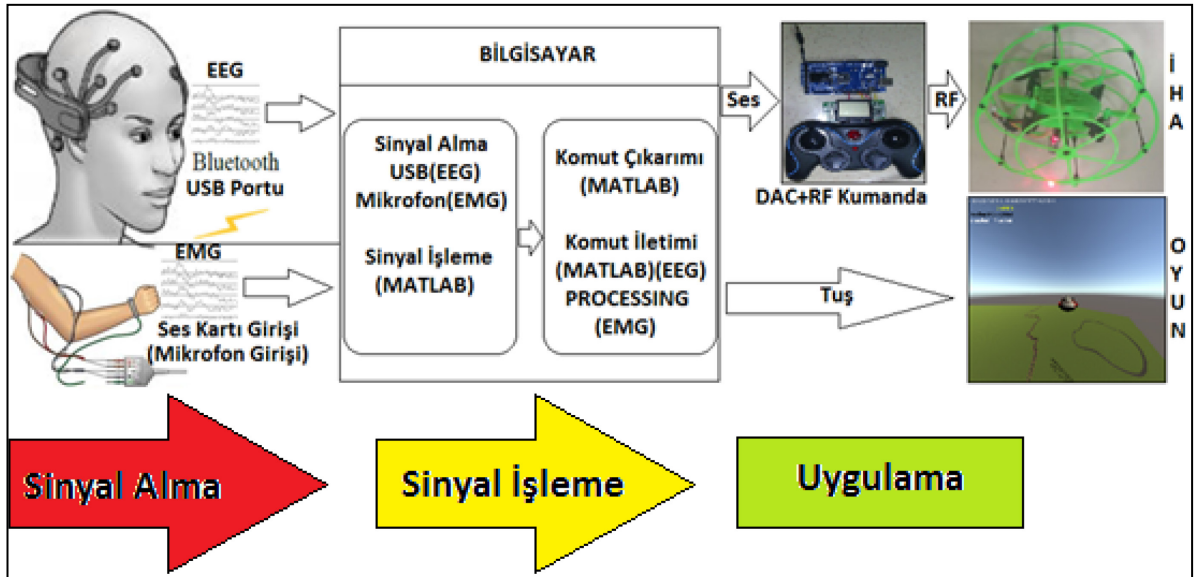 EEG
Bluetooth
USB Portu
EMG
Ses Kartı Girişi
(Mikrofon Girişi)
BİLGİSAYAR
Sinyal Alma
USB(EEG)
Mikrofon(EMG)
Sinyal İşleme
(MATLAB)
Komut Çıkarımı
(MATLAB)
Komut İletimi
(MATLAB)(EEG)
PROCESSING
(EMG)
Ses
DAC+RF Kumanda
RF
İHA
Tuş
OYUN
Sinyal Alma
Sinyal İşleme
Uygulama